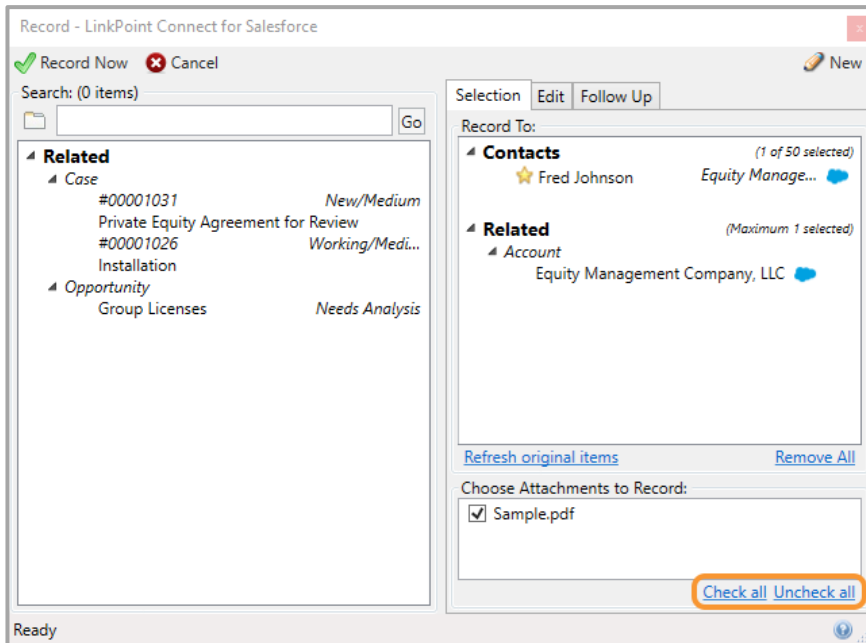 Record - LinkPoint Connect for Salesforce
x
Record Now Cancel
New
Search: (0 items)
Go
Related
Case
#00001031 New/Medium
Private Equity Agreement for Review
#00001026 Working/Medi...
Installation
Opportunity
Group Licenses Needs Analysis
Selection Edit Follow Up
Record To:
Contacts (1 of 50 selected)
Fred Johnson Equity Manage...
Related (Maximum 1 selected)
Account
Equity Management Company, LLC
Refresh original items Remove All
Choose Attachments to Record:
Sample.pdf
Check all Uncheck all
Ready
?